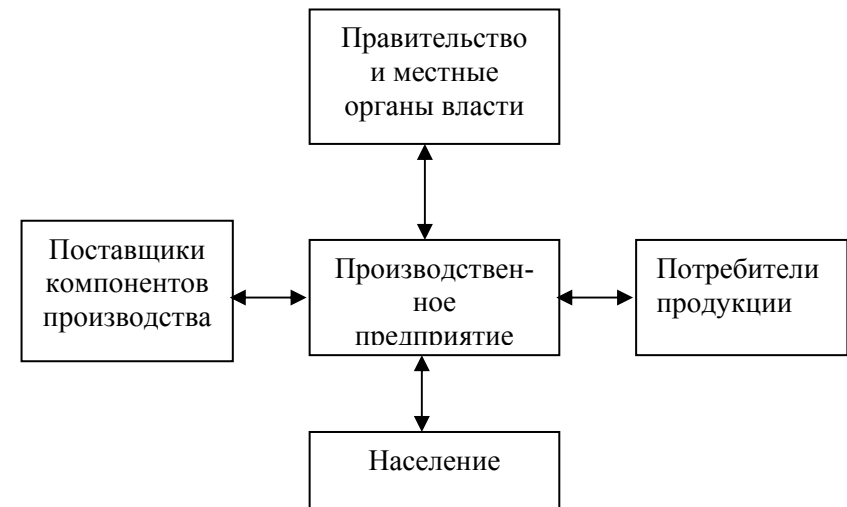 Правительство
и местные
органы власти
Поставщики
компонентов
производства
Производствен-
ное
предприятие
Потребители
продукции
Население